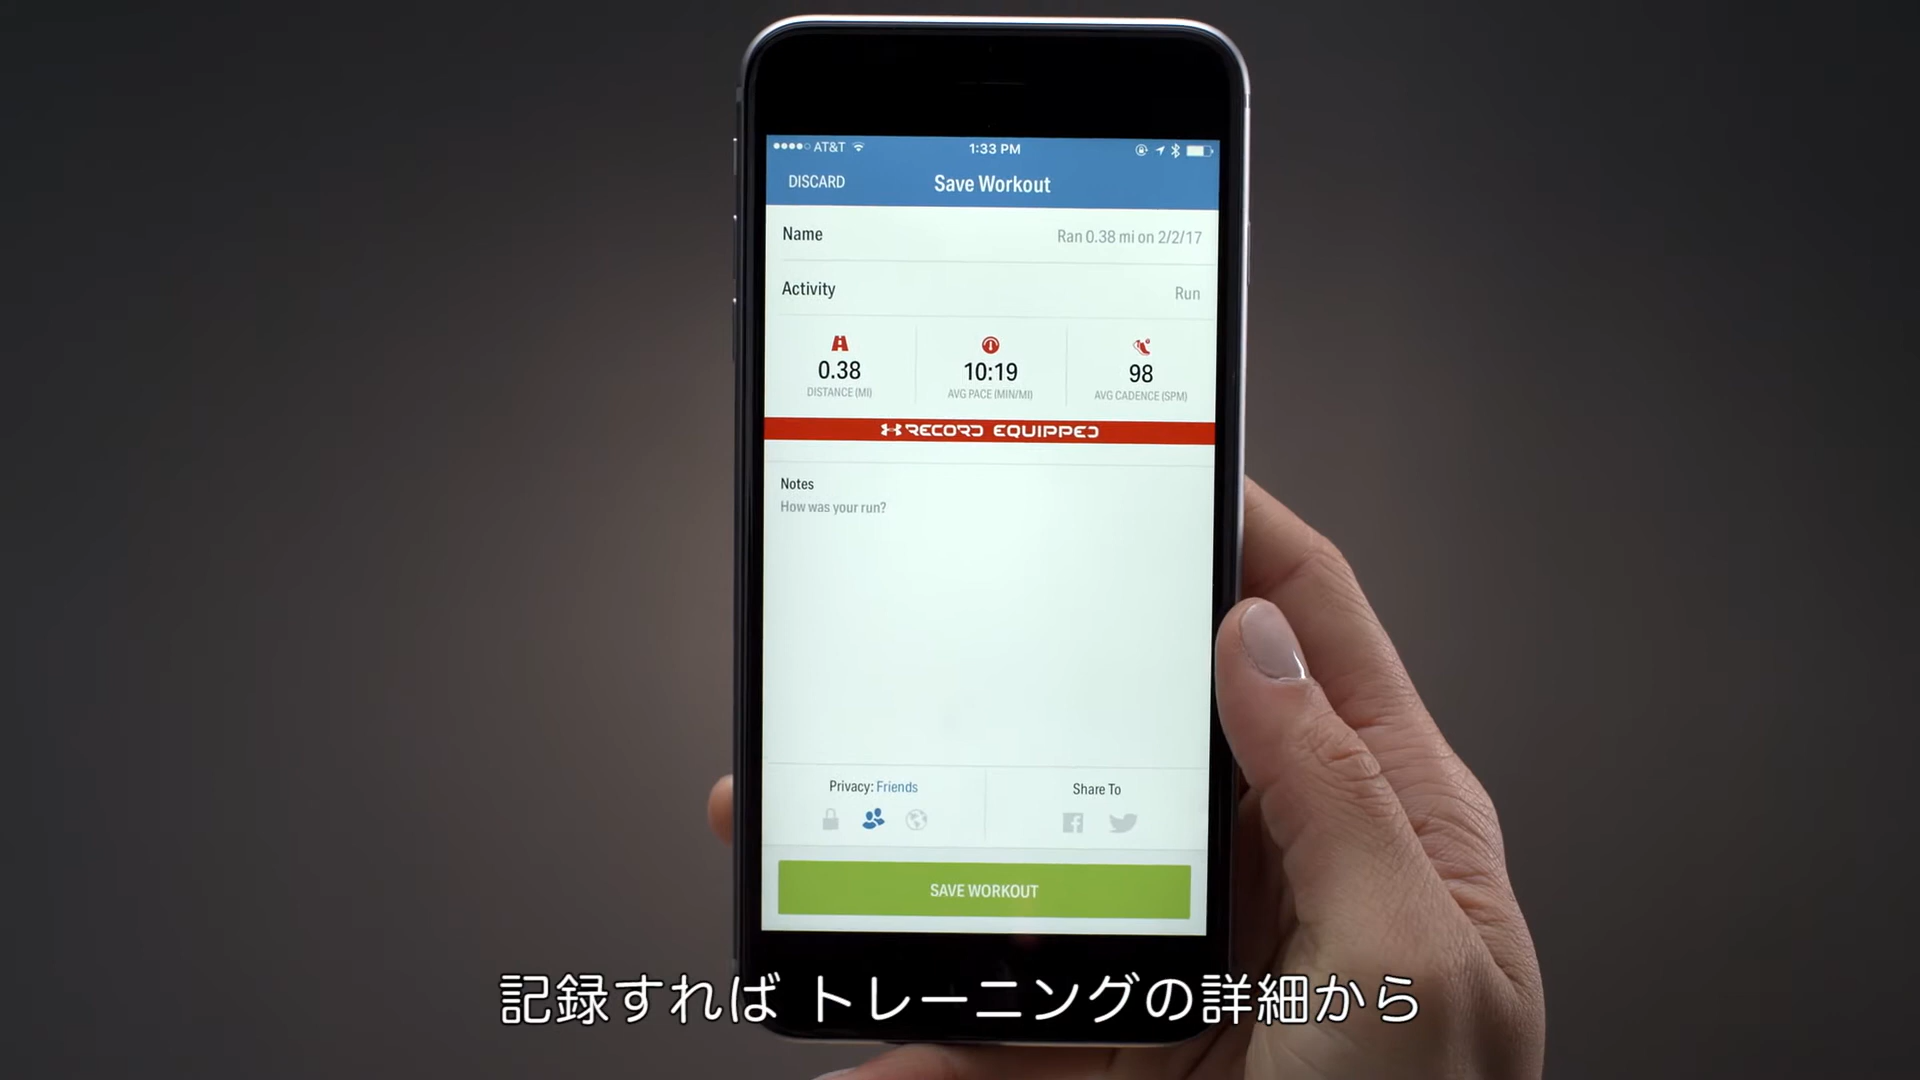 AT&T 1:33 PM
DISCARD Save Workout
Name Ran 0.38 mi on 2/2/17
Activity Run
0.38 10:19 98
DISTANCE (MI) AVG PACE (MIN/MI) AVG CADENCE (SPM)
RECORD EQUIPPED
Notes
How was your run?
Privacy: Friends Share To
SAVE WORKOUT
記録すれば トレーニングの詳細から